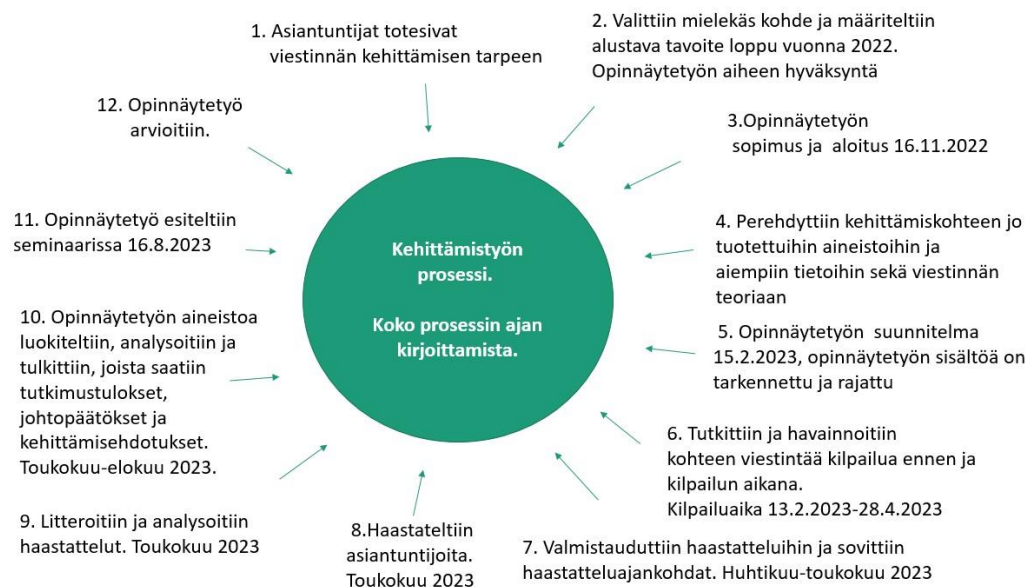 1. Asiantuntijat totesivat
viestinnän kehittämisen tarpeen
2. Valittiin mielekäs kohde ja määriteltiin
alustava tavoite loppu vuonna 2022.
Opinnäytetyön aiheen hyväksyntä
3.Opinnäytetyön
sopimus ja aloitus 16.11.2022
4. Perehdyttiin kehittämiskohteen jo
tuotettuihin aineistoihin ja
aiempiin tietoihin sekä viestinnän
teoriaan
5. Opinnäytetyön suunnitelma
15.2.2023, opinnäytetyön sisältöä on
tarkennettu ja rajattu
6. Tutkittiin ja havainnoitiin
kohteen viestintää kilpailua ennen ja
kilpailun aikana.
Kilpailuaika 13.2.2023-28.4.2023
7. Valmistauduttiin haastatteluihin ja sovittiin
haastatteluajankohdat. Huhtikuu-toukokuu 2023
8.Haastateltiin
asiantuntijoita.
Toukokuu 2023
9. Litteroitiin ja analysoitiin
haastattelut. Toukokuu 2023
10. Opinnäytetyön aineistoa
luokiteltiin, analysoitiin ja
tulkittiin, joista saatiin
tutkimustulokset,
johtopäätökset ja
kehittämisehdotukset.
Toukokuu-elokuu 2023.
11. Opinnäytetyö esiteltiin
seminaarissa 16.8.2023
12. Opinnäytetyö
arvioitiin.
Kehittämistyön
prosessi.
Koko prosessin ajan
kirjoittamista.